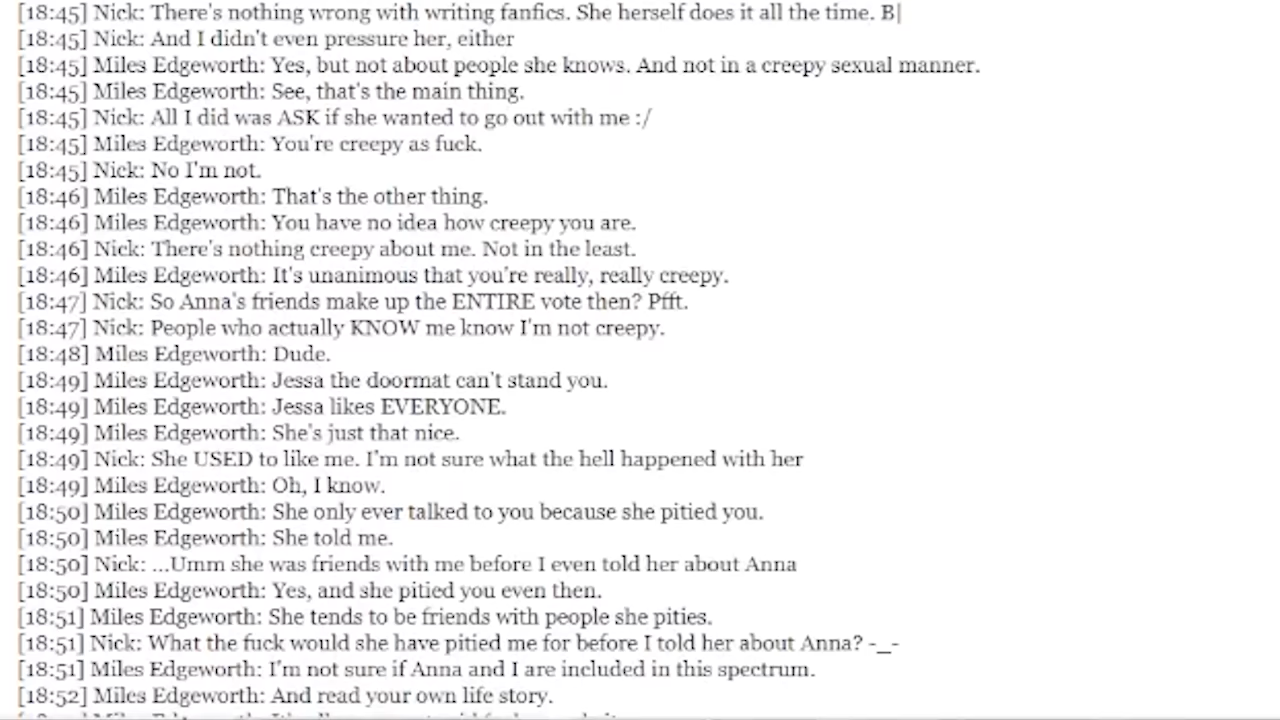 [18:45] Nick: There's nothing wrong with writing fanfics. She herself does it all the time. B|
[18:45] Nick: And I didn't even pressure her, either
[18:45] Miles Edgeworth: Yes, but not about people she knows. And not in a creepy sexual manner.
[18:45] Miles Edgeworth: See, that's the main thing.
[18:45] Nick: All I did was ASK if she wanted to go out with me :/
[18:45] Miles Edgeworth: You're creepy as fuck.
[18:45] Nick: No I'm not.
[18:46] Miles Edgeworth: That's the other thing.
[18:46] Miles Edgeworth: You have no idea how creepy you are.
[18:46] Nick: There's nothing creepy about me. Not in the least.
[18:46] Miles Edgeworth: It's unanimous that you're really, really creepy.
[18:47] Nick: So Anna's friends make up the ENTIRE vote then? Pfft.
[18:47] Nick: People who actually KNOW me know I'm not creepy.
[18:48] Miles Edgeworth: Dude.
[18:49] Miles Edgeworth: Jessa the doormat can't stand you.
[18:49] Miles Edgeworth: Jessa likes EVERYONE.
[18:49] Miles Edgeworth: She's just that nice.
[18:49] Nick: She USED to like me. I'm not sure what the hell happened with her
[18:49] Miles Edgeworth: Oh, I know.
[18:50] Miles Edgeworth: She only ever talked to you because she pitied you.
[18:50] Miles Edgeworth: She told me.
[18:50] Nick: ...Umm she was friends with me before I even told her about Anna
[18:50] Miles Edgeworth: Yes, and she pitied you even then.
[18:51] Miles Edgeworth: She tends to be friends with people she pities.
[18:51] Nick: What the fuck would she have pitied me for before I told her about Anna? -_-
[18:51] Miles Edgeworth: I'm not sure if Anna and I are included in this spectrum.
[18:52] Miles Edgeworth: And read your own life story.